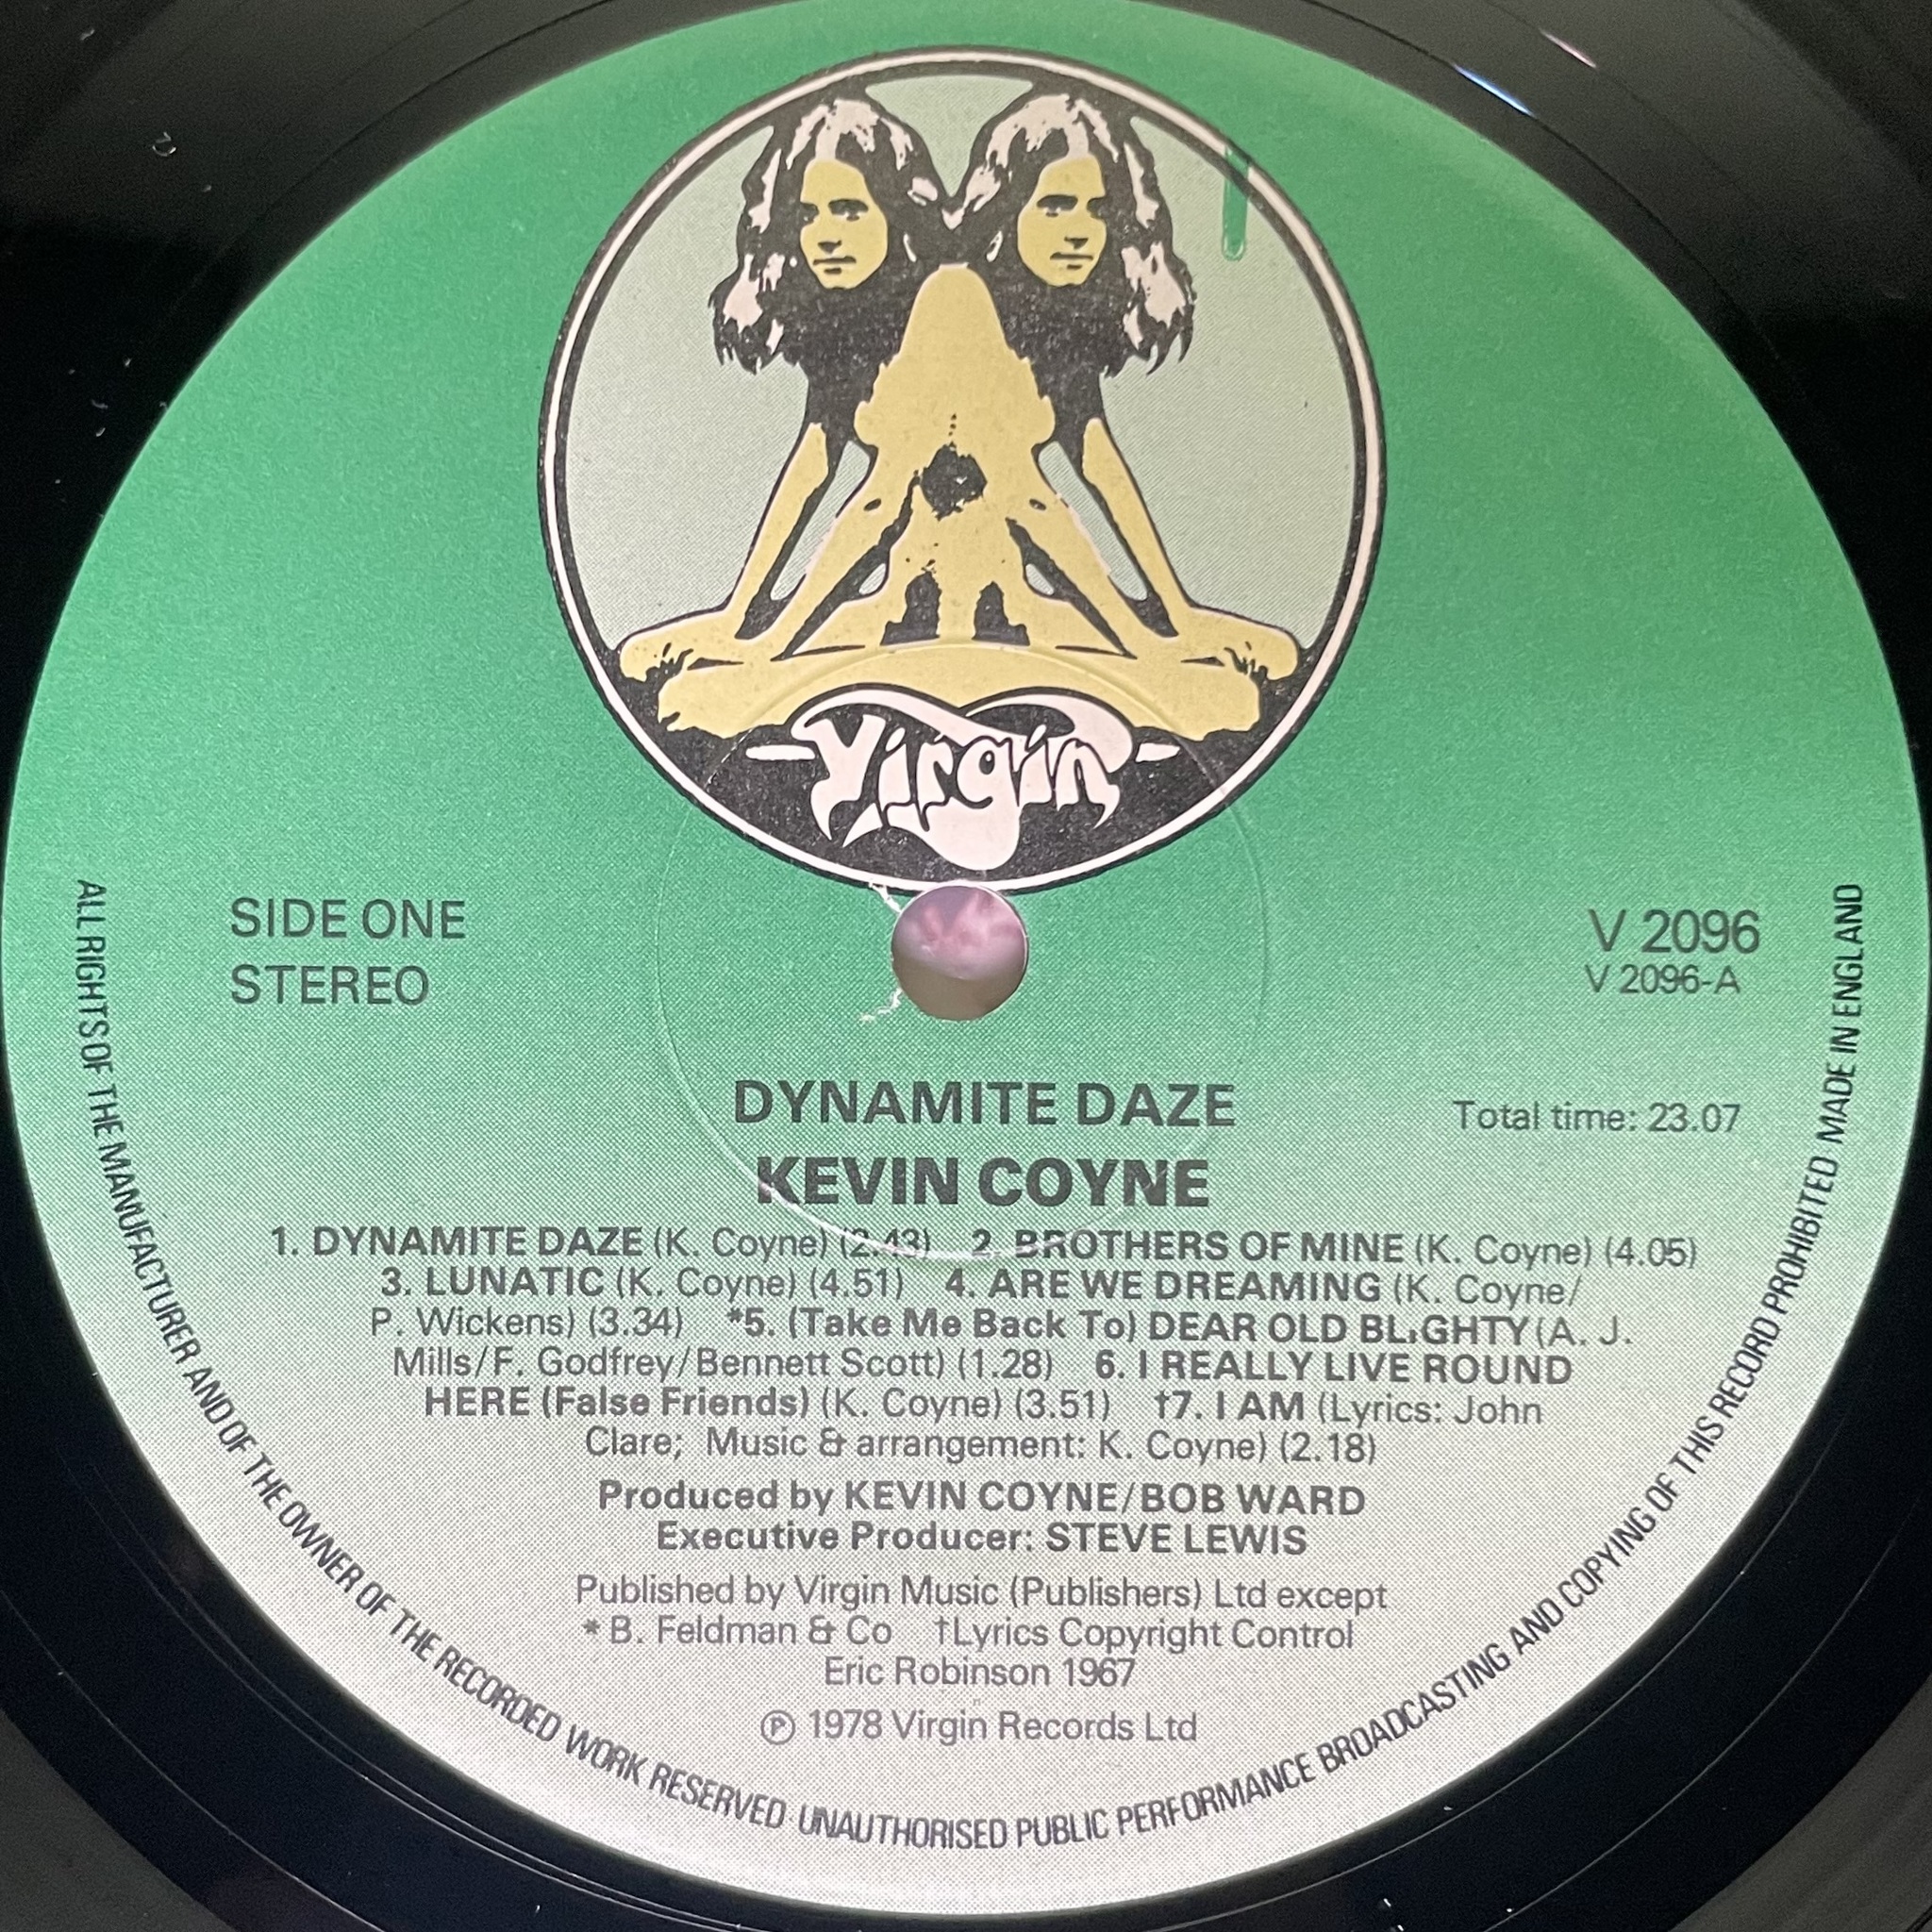 Virgin
SIDE ONE
STEREO
V 2096
V 2096-A
DYNAMITE DAZE
Total time: 23.07
KEVIN COYNE
1. DYNAMITE DAZE (K. Coyne) (2.43) 2. BROTHERS OF MINE (K. Coyne) (4.05)
3. LUNATIC (K. Coyne) (4.51) 4. ARE WE DREAMING (K. Coyne/
P. Wickens) (3.34) *5. (Take Me Back To) DEAR OLD BLIGHTY (A. J.
Mills/F. Godfrey/Bennett Scott) (1.28) 6. I REALLY LIVE ROUND
HERE (False Friends) (K. Coyne) (3.51) †7. I AM (Lyrics: John
Clare; Music & arrangement: K. Coyne) (2.18)
Produced by KEVIN COYNE/BOB WARD
Executive Producer: STEVE LEWIS
Published by Virgin Music (Publishers) Ltd except
* B. Feldman & Co †Lyrics Copyright Control
Eric Robinson 1967
℗ 1978 Virgin Records Ltd
ALL RIGHTS OF THE MANUFACTURER AND OF THE OWNER OF THE RECORDED WORK RESERVED UNAUTHORISED PUBLIC PERFORMANCE BROADCASTING AND COPYING OF THIS RECORD PROHIBITED MADE IN ENGLAND